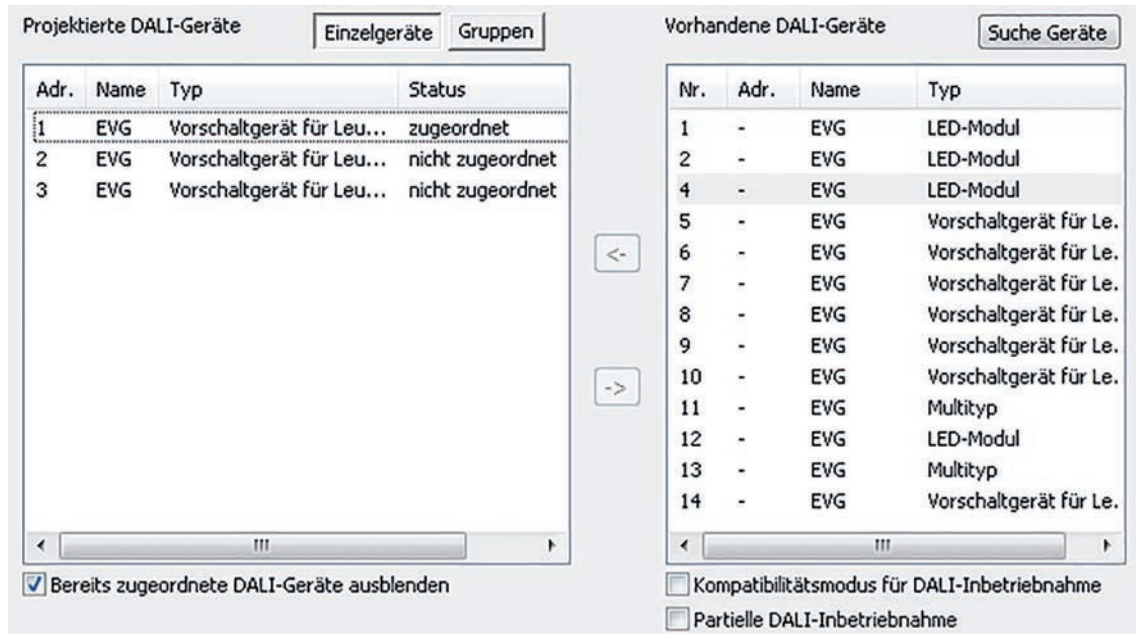 Projektierte DALI-Geräte
Einzelgeräte
Gruppen
Adr. Name Typ Status
1 EVG Vorschaltgerät für Leu... zugeordnet
2 EVG Vorschaltgerät für Leu... nicht zugeordnet
3 EVG Vorschaltgerät für Leu... nicht zugeordnet
Bereits zugeordnete DALI-Geräte ausblenden
<-
->
Vorhandene DALI-Geräte
Suche Geräte
Nr. Adr. Name Typ
1 - EVG LED-Modul
2 - EVG LED-Modul
4 - EVG LED-Modul
5 - EVG Vorschaltgerät für Le.
6 - EVG Vorschaltgerät für Le.
7 - EVG Vorschaltgerät für Le.
8 - EVG Vorschaltgerät für Le.
9 - EVG Vorschaltgerät für Le.
10 - EVG Vorschaltgerät für Le.
11 - EVG Multityp
12 - EVG LED-Modul
13 - EVG Multityp
14 - EVG Vorschaltgerät für Le.
Kompatibilitätsmodus für DALI-Inbetriebnahme
Partielle DALI-Inbetriebnahme